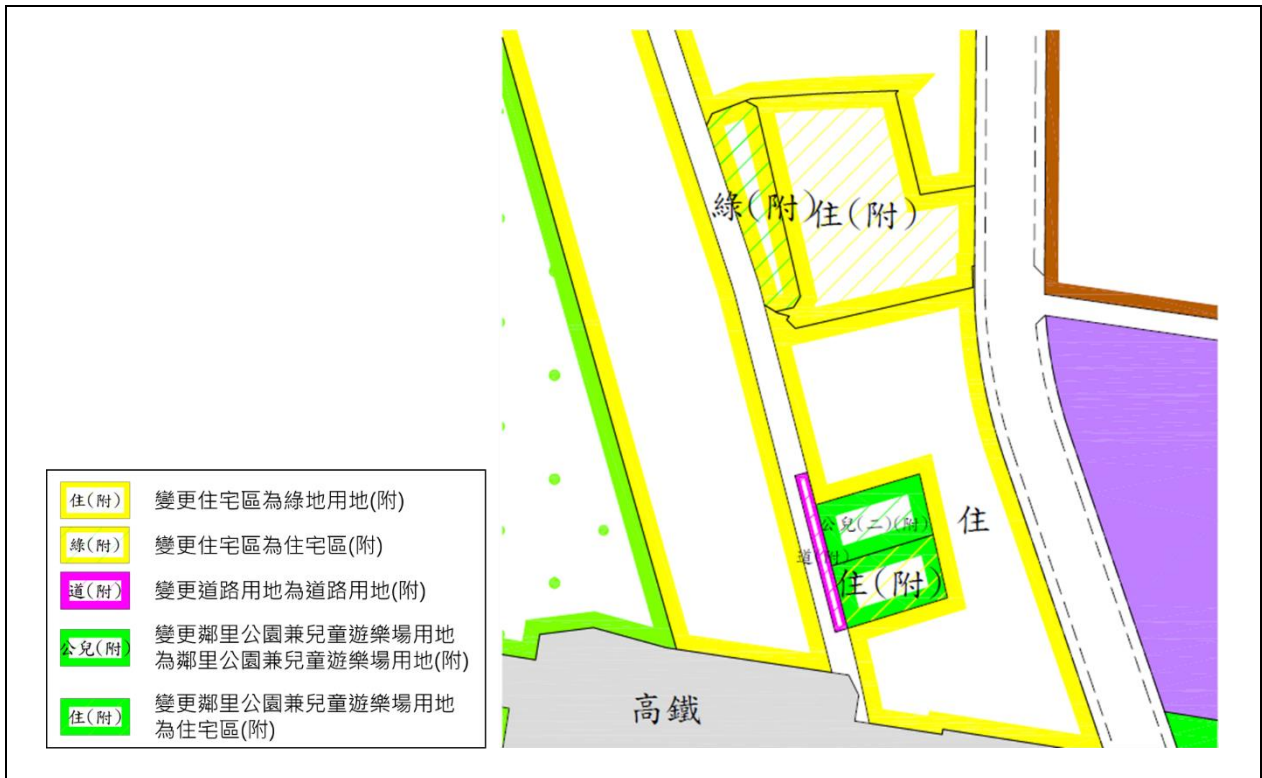 綠(附)
住(附)
公兒(二)(附)
住
道(附)
住(附)
高鐵
住(附) 變更住宅區為綠地用地(附)
綠(附) 變更住宅區為住宅區(附)
道(附) 變更道路用地為道路用地(附)
公兒(附) 變更鄰里公園兼兒童遊樂場用地
為鄰里公園兼兒童遊樂場用地(附)
住(附) 變更鄰里公園兼兒童遊樂場用地
為住宅區(附)